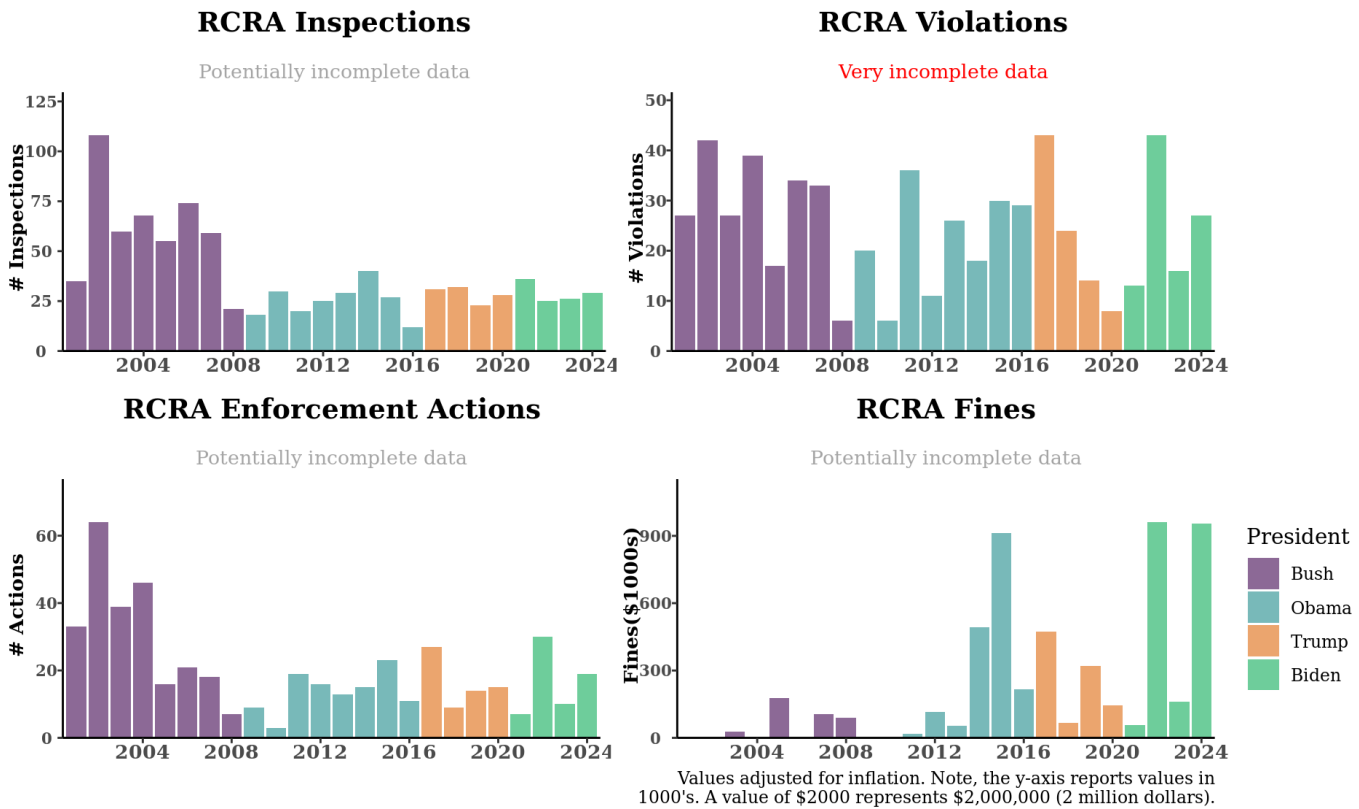 RCRA Inspections
Potentially incomplete data
# Inspections
125
100
75
50
25
0
2004 2008 2012 2016 2020 2024
RCRA Violations
Very incomplete data
# Violations
50
40
30
20
10
0
2004 2008 2012 2016 2020 2024
RCRA Enforcement Actions
Potentially incomplete data
# Actions
60
40
20
0
2004 2008 2012 2016 2020 2024
RCRA Fines
Potentially incomplete data
Fines($1000s)
900
600
300
0
2004 2008 2012 2016 2020 2024
President
Bush
Obama
Trump
Biden
Values adjusted for inflation. Note, the y-axis reports values in
1000's. A value of $2000 represents $2,000,000 (2 million dollars).